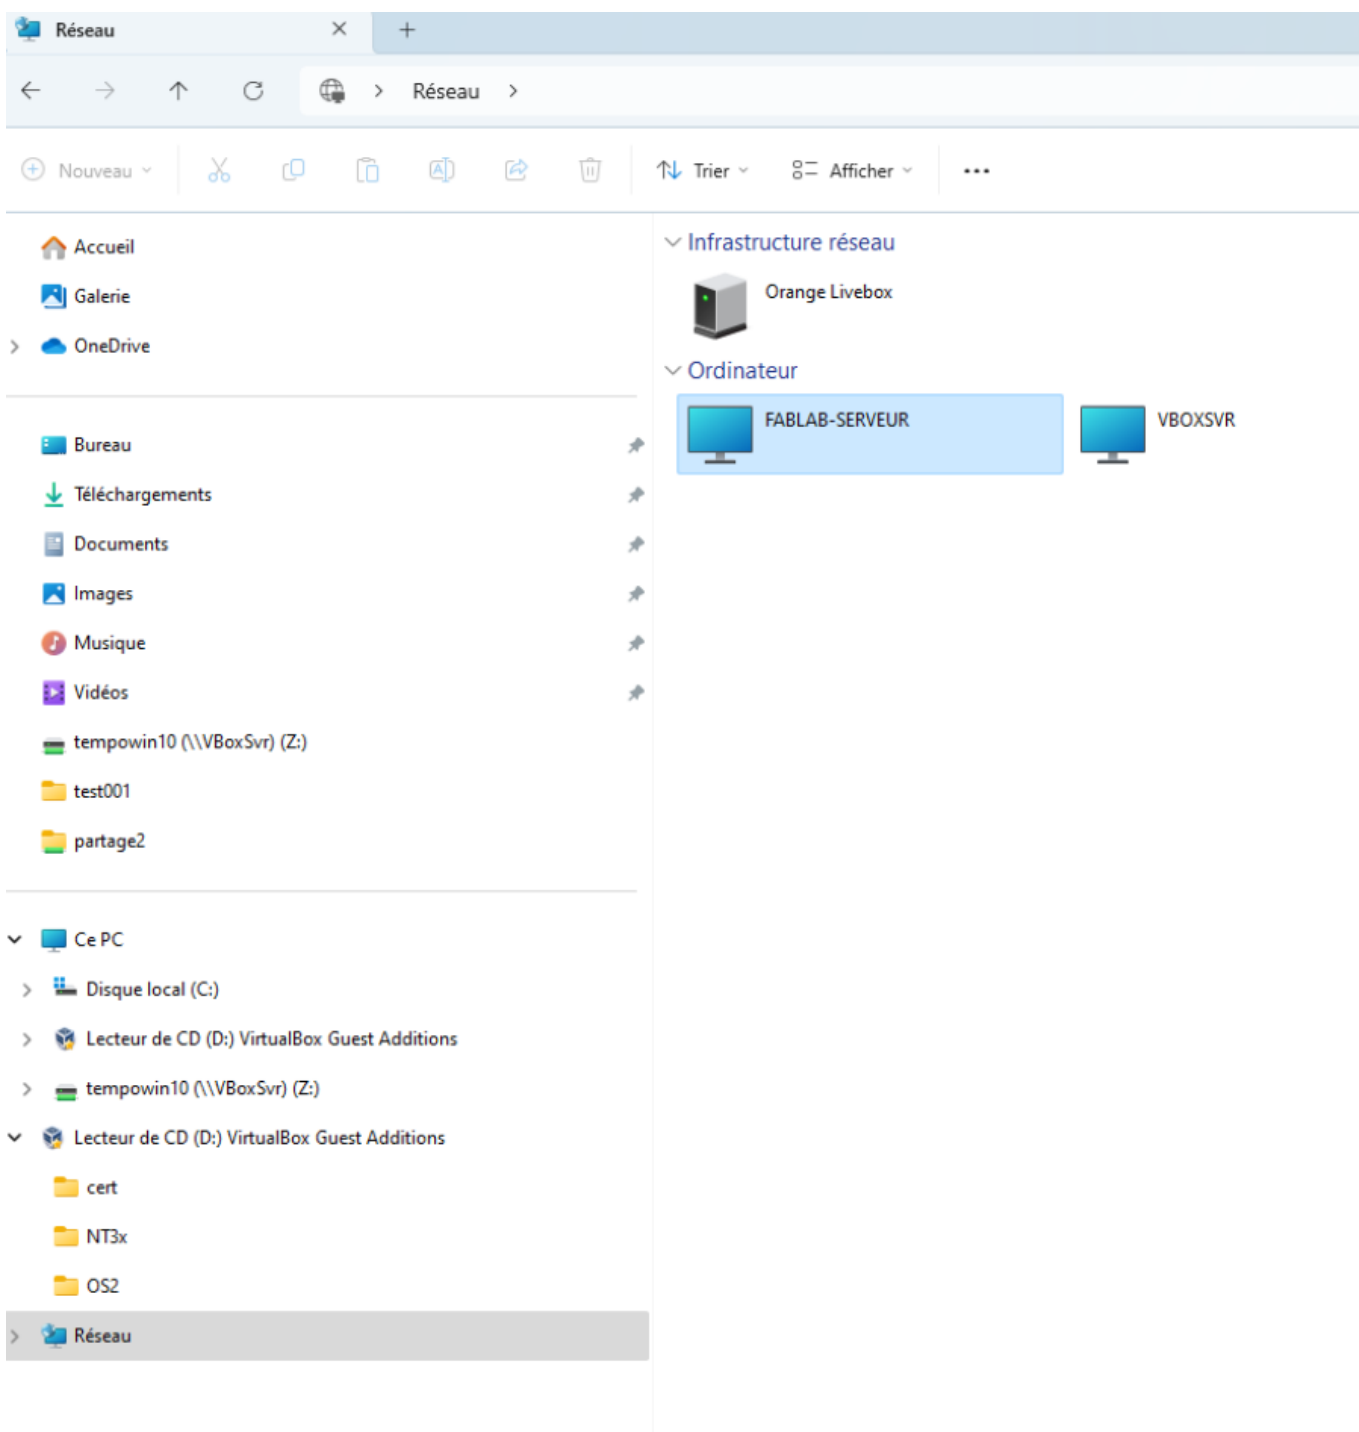 Réseau
Réseau
Nouveau
Trier
Afficher
Accueil
Galerie
OneDrive
Bureau
Téléchargements
Documents
Images
Musique
Vidéos
tempowin10 (\\VBoxSvr) (Z:)
test001
partage2
Ce PC
Disque local (C:)
Lecteur de CD (D:) VirtualBox Guest Additions
tempowin10 (\\VBoxSvr) (Z:)
Lecteur de CD (D:) VirtualBox Guest Additions
cert
NT3x
OS2
Réseau
Infrastructure réseau
Orange Livebox
Ordinateur
FABLAB-SERVEUR
VBOXSVR